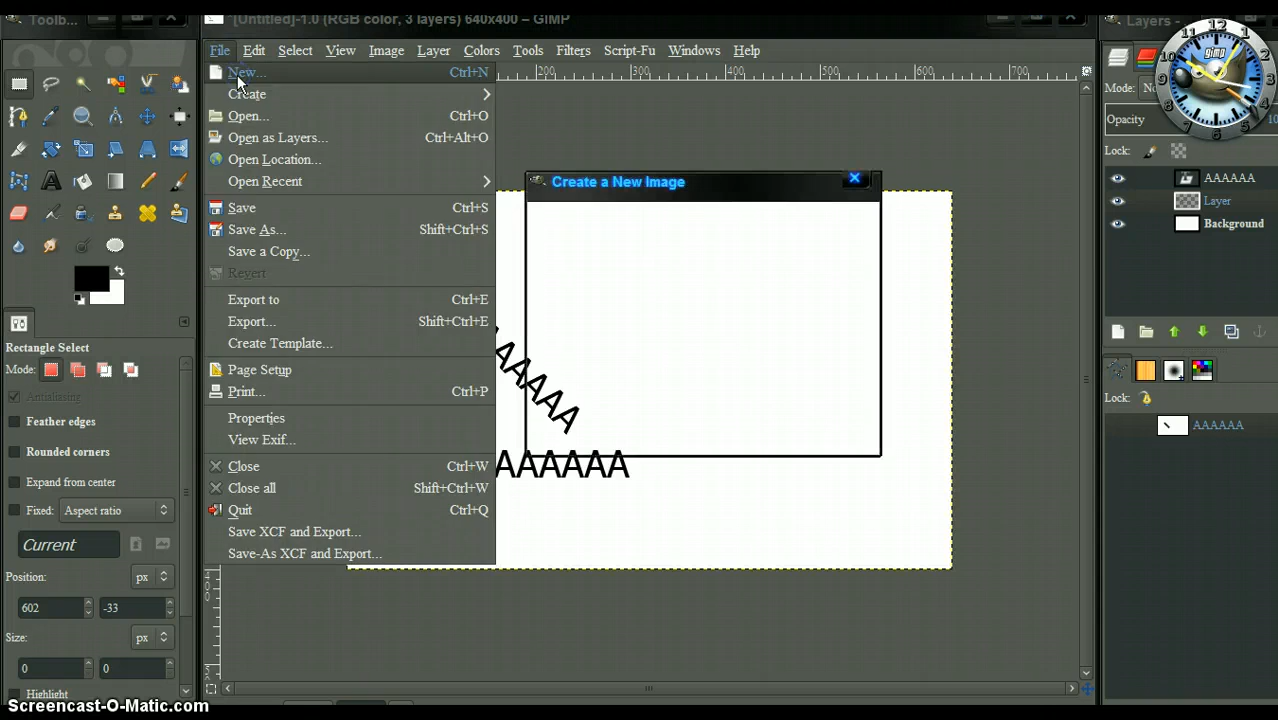 Toolb...
*[Untitled]-1.0 (RGB color, 3 layers) 640x400 – GIMP
Layers -
File Edit Select View Image Layer Colors Tools Filters Script-Fu Windows Help
New... Ctrl+N
Create
Open... Ctrl+O
Open as Layers... Ctrl+Alt+O
Open Location...
Open Recent
Save Ctrl+S
Save As... Shift+Ctrl+S
Save a Copy...
Revert
Export to Ctrl+E
Export... Shift+Ctrl+E
Create Template...
Page Setup
Print... Ctrl+P
Properties
View Exif...
Close Ctrl+W
Close all Shift+Ctrl+W
Quit Ctrl+Q
Save XCF and Export...
Save-As XCF and Export...
200 300 400 500 600 700
Create a New Image
AAAAAA
Rectangle Select
Mode:
Antialiasing
Feather edges
Rounded corners
Expand from center
Fixed: Aspect ratio
Current
Position: px
602 -33
Size: px
0 0
Highlight
gimp
Mode:
Opacity
Lock:
AAAAAA
Layer
Background
Lock:
AAAAAA
Screencast-O-Matic.com